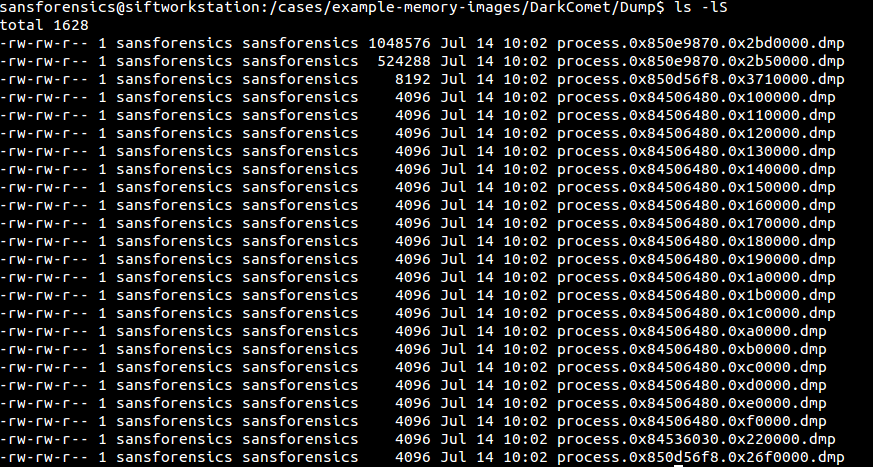 sansforensics@siftworkstation:/cases/example-memory-images/DarkComet/Dump$ ls -lS
total 1628
-rw-rw-r-- 1 sansforensics sansforensics 1048576 Jul 14 10:02 process.0x850e9870.0x2bd0000.dmp
-rw-rw-r-- 1 sansforensics sansforensics  524288 Jul 14 10:02 process.0x850e9870.0x2b50000.dmp
-rw-rw-r-- 1 sansforensics sansforensics    8192 Jul 14 10:02 process.0x850d56f8.0x3710000.dmp
-rw-rw-r-- 1 sansforensics sansforensics    4096 Jul 14 10:02 process.0x84506480.0x100000.dmp
-rw-rw-r-- 1 sansforensics sansforensics    4096 Jul 14 10:02 process.0x84506480.0x110000.dmp
-rw-rw-r-- 1 sansforensics sansforensics    4096 Jul 14 10:02 process.0x84506480.0x120000.dmp
-rw-rw-r-- 1 sansforensics sansforensics    4096 Jul 14 10:02 process.0x84506480.0x130000.dmp
-rw-rw-r-- 1 sansforensics sansforensics    4096 Jul 14 10:02 process.0x84506480.0x140000.dmp
-rw-rw-r-- 1 sansforensics sansforensics    4096 Jul 14 10:02 process.0x84506480.0x150000.dmp
-rw-rw-r-- 1 sansforensics sansforensics    4096 Jul 14 10:02 process.0x84506480.0x160000.dmp
-rw-rw-r-- 1 sansforensics sansforensics    4096 Jul 14 10:02 process.0x84506480.0x170000.dmp
-rw-rw-r-- 1 sansforensics sansforensics    4096 Jul 14 10:02 process.0x84506480.0x180000.dmp
-rw-rw-r-- 1 sansforensics sansforensics    4096 Jul 14 10:02 process.0x84506480.0x190000.dmp
-rw-rw-r-- 1 sansforensics sansforensics    4096 Jul 14 10:02 process.0x84506480.0x1a0000.dmp
-rw-rw-r-- 1 sansforensics sansforensics    4096 Jul 14 10:02 process.0x84506480.0x1b0000.dmp
-rw-rw-r-- 1 sansforensics sansforensics    4096 Jul 14 10:02 process.0x84506480.0x1c0000.dmp
-rw-rw-r-- 1 sansforensics sansforensics    4096 Jul 14 10:02 process.0x84506480.0xa0000.dmp
-rw-rw-r-- 1 sansforensics sansforensics    4096 Jul 14 10:02 process.0x84506480.0xb0000.dmp
-rw-rw-r-- 1 sansforensics sansforensics    4096 Jul 14 10:02 process.0x84506480.0xc0000.dmp
-rw-rw-r-- 1 sansforensics sansforensics    4096 Jul 14 10:02 process.0x84506480.0xd0000.dmp
-rw-rw-r-- 1 sansforensics sansforensics    4096 Jul 14 10:02 process.0x84506480.0xe0000.dmp
-rw-rw-r-- 1 sansforensics sansforensics    4096 Jul 14 10:02 process.0x84506480.0xf0000.dmp
-rw-rw-r-- 1 sansforensics sansforensics    4096 Jul 14 10:02 process.0x84536030.0x220000.dmp
-rw-rw-r-- 1 sansforensics sansforensics    4096 Jul 14 10:02 process.0x850d56f8.0x26f0000.dmp